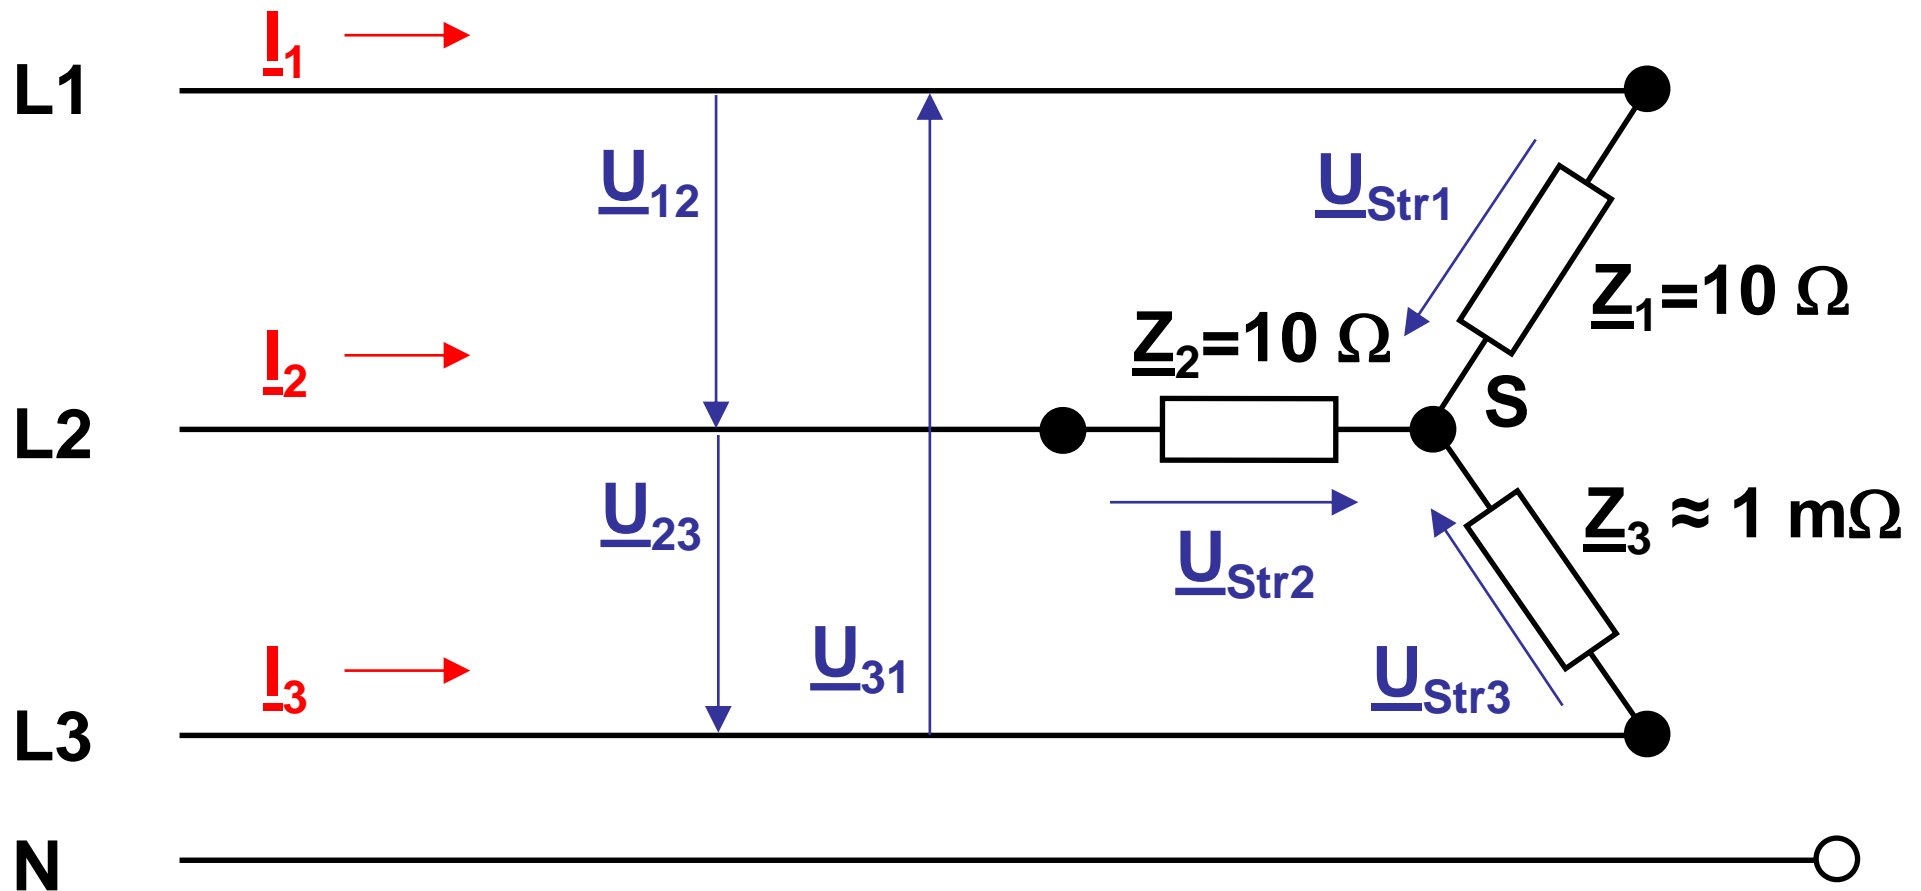 I1
L1
U12
UStr1
Z1=10 Ω
Z2=10 Ω
I2
S
L2
U23
Z3 ≈ 1 mΩ
UStr2
I3
U31
UStr3
L3
N